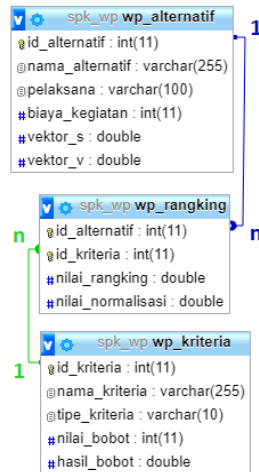 spk_wp wp_alternatif
id_alternatif : int(11)
nama_alternatif : varchar(255)
pelaksana : varchar(100)
biaya_kegiatan : int(11)
vektor_s : double
vektor_v : double
1
spk_wp wp_rangking
id_alternatif : int(11)
id_kriteria : int(11)
nilai_rangking : double
nilai_normalisasi : double
n
n
1
spk_wp wp_kriteria
id_kriteria : int(11)
nama_kriteria : varchar(255)
tipe_kriteria : varchar(10)
nilai_bobot : int(11)
hasil_bobot : double